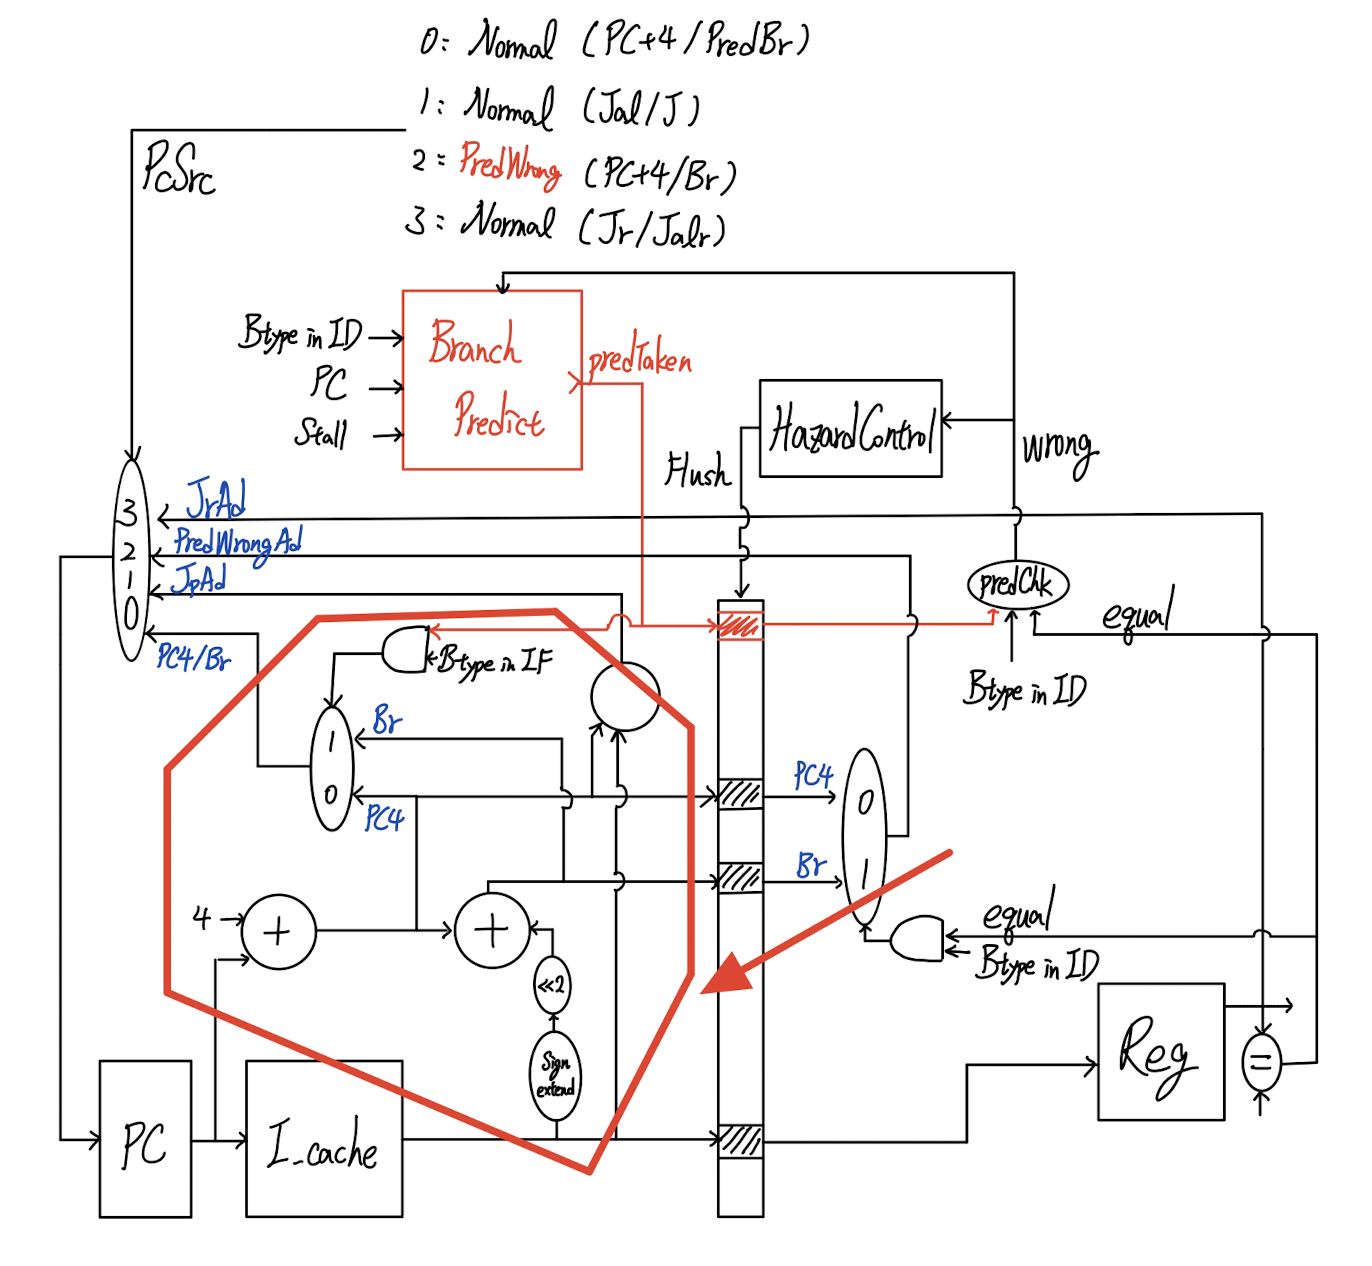 0: Normal (PC+4/PredBr)
1: Normal (Jal/J)
2: PredWrong (PC+4/Br)
3: Normal (Jr/Jalr)
PcSrc
Btype in ID
PC
Stall
Branch
Predict
predTaken
HazardControl
Flush
wrong
3
2
1
0
JrAd
PredWrongAd
JpAd
PC4/Br
predChk
equal
Btype in ID
Btype in IF
1
0
Br
PC4
PC4
Br
0
1
4
+
+
<<2
Sign
extend
equal
Btype in ID
PC
I_cache
Reg
=